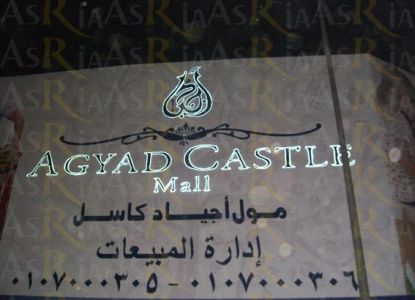 AGYAD CASTLE
Mall
مول أجياد كاسل
إدارة المبيعات
٠١٠٧٠٠٠٣٠٥ - ٠١٠٧٠٠٠٣٠٦